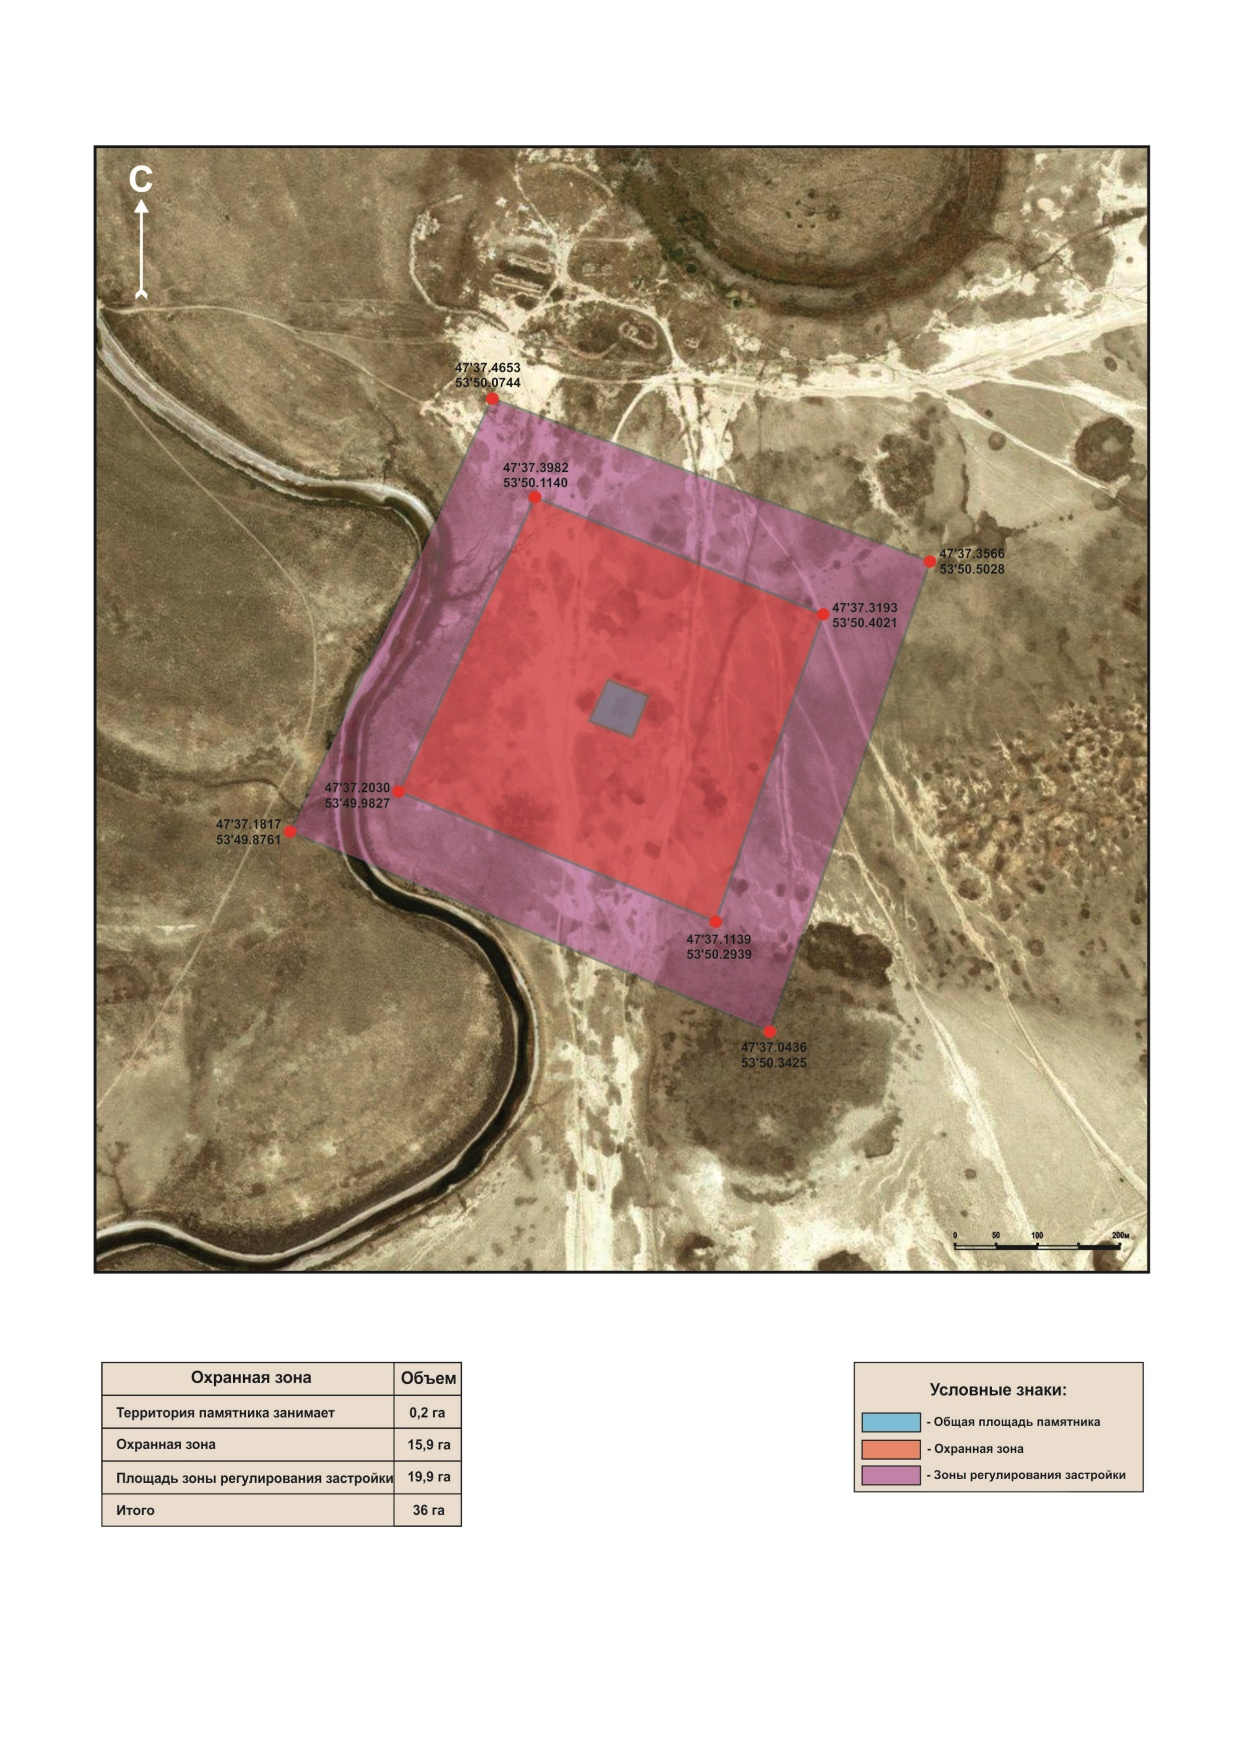 С
47'37.4653
53'50.0744
47'37.3982
53'50.1140
47'37.3566
53'50.5028
47'37.3193
53'50.4021
47'37.2030
53'49.9827
47'37.1817
53'49.8761
47'37.1139
53'50.2939
47'37.0436
53'50.3425
0 50 100 200м
Охранная зона Объем
Территория памятника занимает 0,2 га
Охранная зона 15,9 га
Площадь зоны регулирования застройки 19,9 га
Итого 36 га
Условные знаки:
- Общая площадь памятника
- Охранная зона
- Зоны регулирования застройки